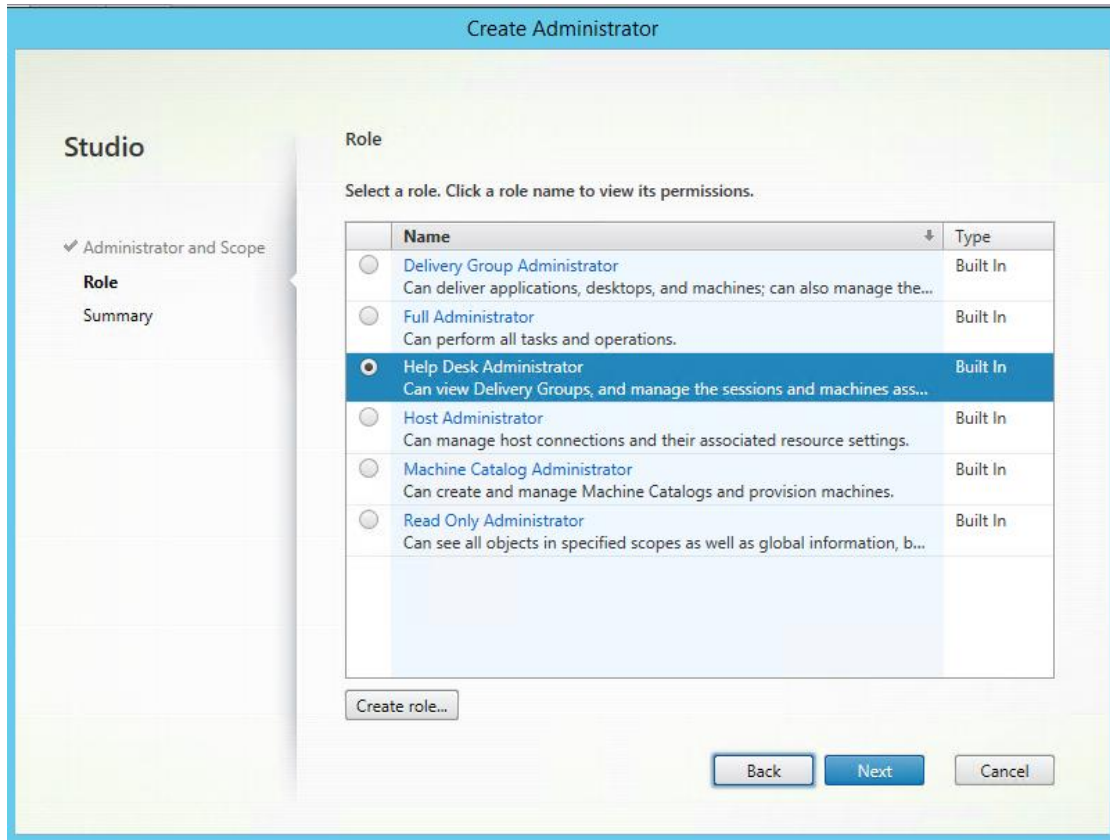 Create Administrator
Studio
Administrator and Scope
Role
Summary
Role
Select a role. Click a role name to view its permissions.
Name Type
Delivery Group Administrator Built In
Can deliver applications, desktops, and machines; can also manage the...
Full Administrator Built In
Can perform all tasks and operations.
Help Desk Administrator Built In
Can view Delivery Groups, and manage the sessions and machines ass...
Host Administrator Built In
Can manage host connections and their associated resource settings.
Machine Catalog Administrator Built In
Can create and manage Machine Catalogs and provision machines.
Read Only Administrator Built In
Can see all objects in specified scopes as well as global information, b...
Create role...
Back Next Cancel